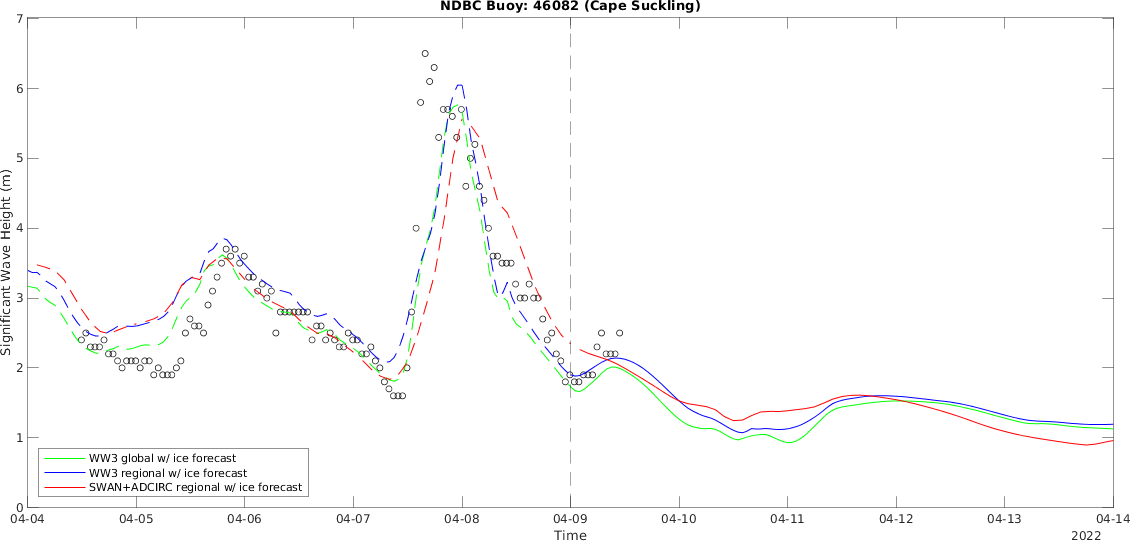 NDBC Buoy: 46082 (Cape Suckling)
7
6
5
4
3
2
1
0
Significant Wave Height (m)
WW3 global w/ ice forecast
WW3 regional w/ ice forecast
SWAN+ADCIRC regional w/ ice forecast
04-04 04-05 04-06 04-07 04-08 04-09 04-10 04-11 04-12 04-13 04-14
Time
2022